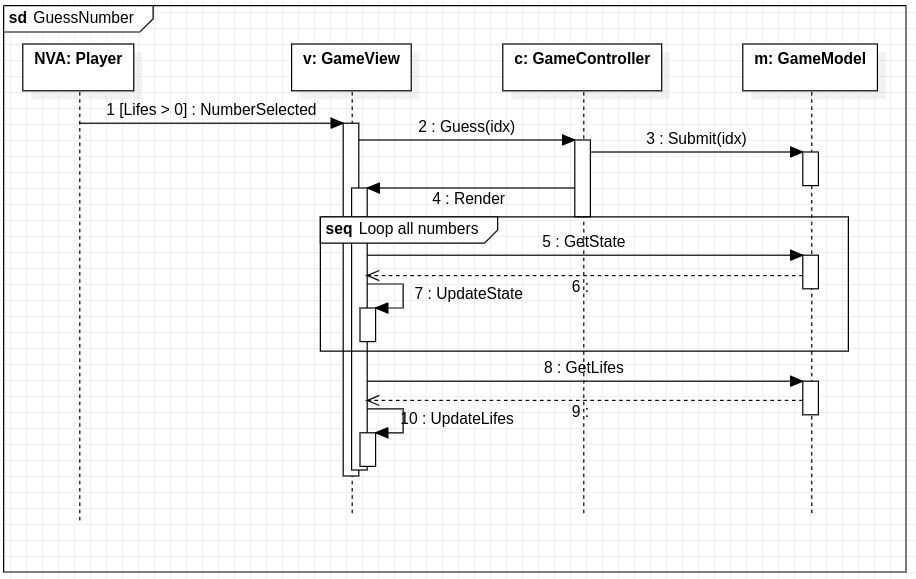 sd GuessNumber
NVA: Player
v: GameView
c: GameController
m: GameModel
1 [Lifes > 0] : NumberSelected
2 : Guess(idx)
3 : Submit(idx)
4 : Render
seq Loop all numbers
5 : GetState
6 :
7 : UpdateState
8 : GetLifes
9 :
10 : UpdateLifes